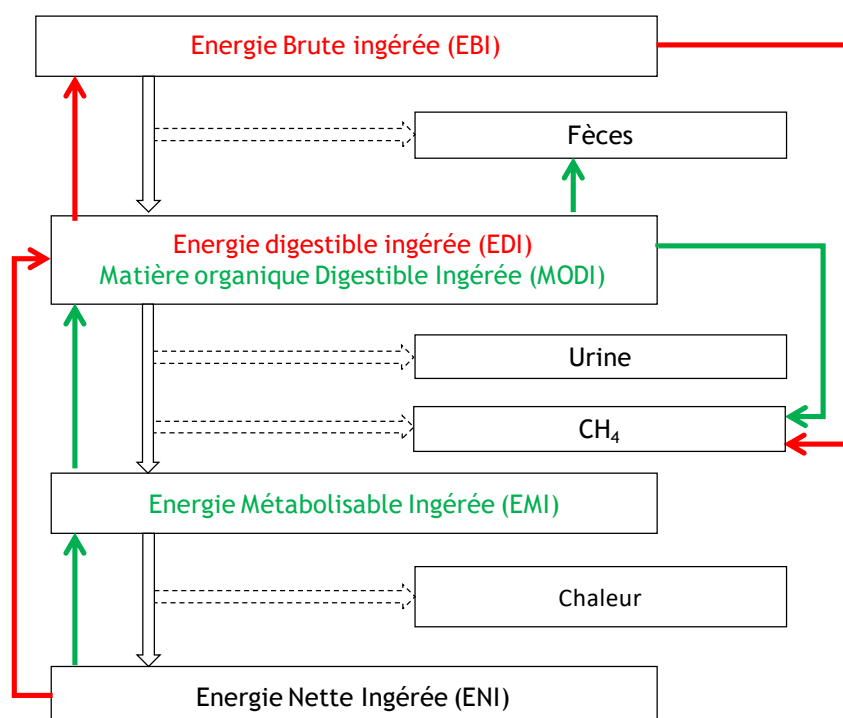 Energie Brute ingérée (EBI)
Fèces
Energie digestible ingérée (EDI)
Matière organique Digestible Ingérée (MODI)
Urine
CH₄
Energie Métabolisable Ingérée (EMI)
Chaleur
Energie Nette Ingérée (ENI)